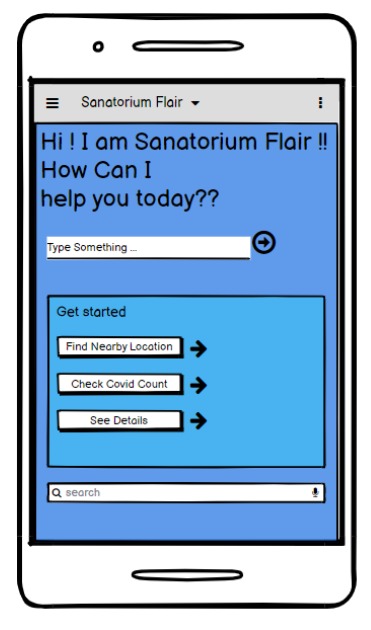 Sanatorium Flair
Hi ! I am Sanatorium Flair !!
How Can I
help you today??
Type Something ...
Get started
Find Nearby Location
Check Covid Count
See Details
search